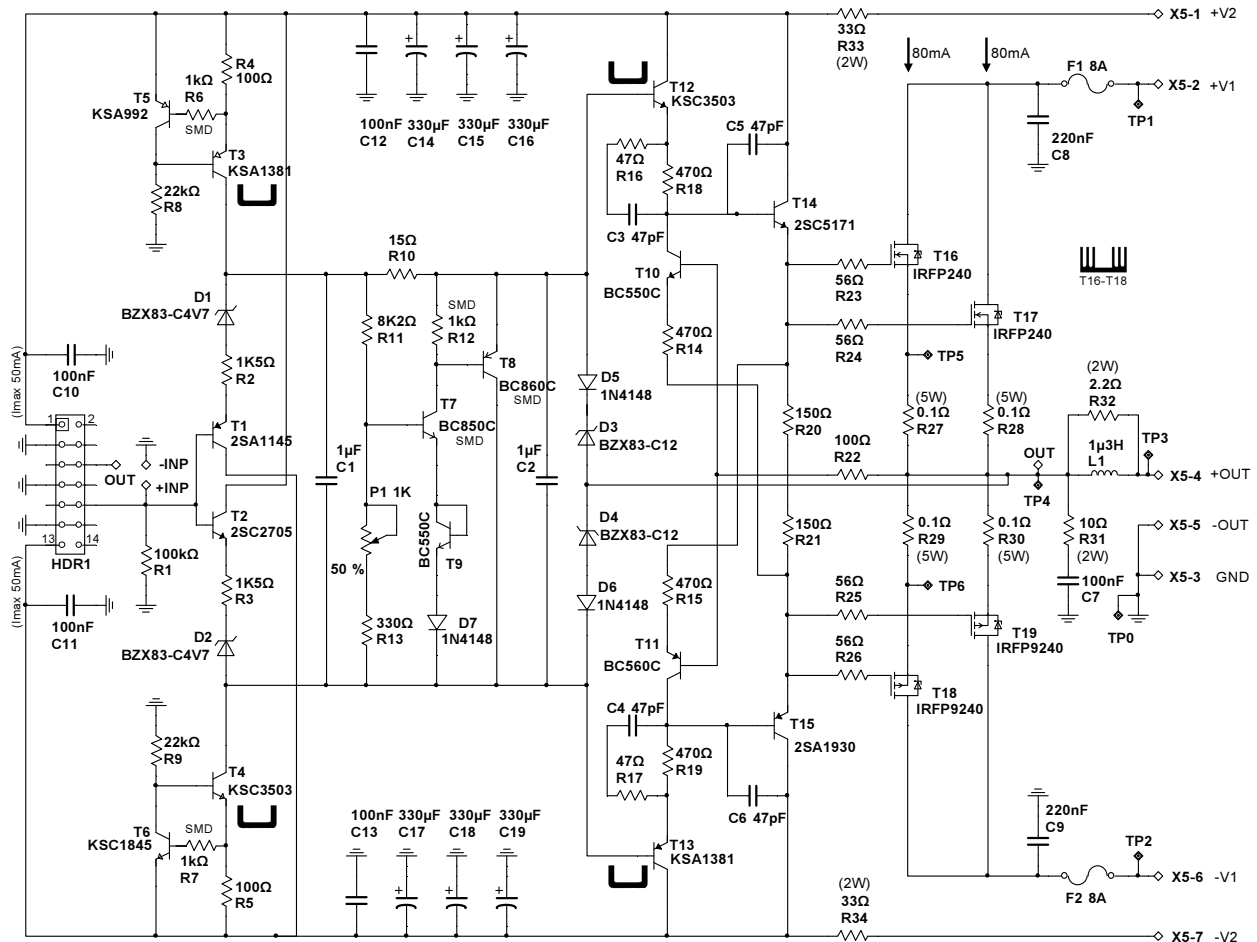 X5-1 +V2
33Ω
R33
(2W)
80mA
80mA
F1 8A
X5-2 +V1
TP1
220nF
C8
R4
100Ω
1kΩ
R6
SMD
T5
KSA992
T3
KSA1381
22kΩ
R8
100nF
C12
330µF
C14
330µF
C15
330µF
C16
T12
KSC3503
C5 47pF
47Ω
R16
470Ω
R18
C3 47pF
T14
2SC5171
T10
BC550C
470Ω
R14
56Ω
R23
56Ω
R24
T16
IRFP240
T17
IRFP240
T16-T18
TP5
15Ω
R10
D1
BZX83-C4V7
1K5Ω
R2
8K2Ω
R11
SMD
1kΩ
R12
T8
BC860C
SMD
T7
BC850C
SMD
D5
1N4148
D3
BZX83-C12
150Ω
R20
100Ω
R22
(5W)
0.1Ω
R27
(5W)
0.1Ω
R28
(2W)
2.2Ω
R32
1µ3H
L1
TP3
OUT
TP4
X5-4 +OUT
X5-5 -OUT
X5-3 GND
TP0
(Imax 50mA)
100nF
C10
1
2
T1
2SA1145
-INP
OUT
+INP
T2
2SC2705
13
14
HDR1
100kΩ
R1
(Imax 50mA)
100nF
C11
1K5Ω
R3
D2
BZX83-C4V7
1µF
C1
P1 1K
50 %
330Ω
R13
BC550C
T9
D7
1N4148
1µF
C2
D4
BZX83-C12
D6
1N4148
150Ω
R21
470Ω
R15
T11
BC560C
56Ω
R25
56Ω
R26
0.1Ω
R29
(5W)
0.1Ω
R30
(5W)
10Ω
R31
(2W)
100nF
C7
TP6
T19
IRFP9240
T18
IRFP9240
C4 47pF
470Ω
R19
47Ω
R17
T15
2SA1930
C6 47pF
T13
KSA1381
22kΩ
R9
T4
KSC3503
T6
KSC1845
SMD
1kΩ
R7
100Ω
R5
100nF
C13
330µF
C17
330µF
C18
330µF
C19
220nF
C9
TP2
F2 8A
X5-6 -V1
(2W)
33Ω
R34
X5-7 -V2